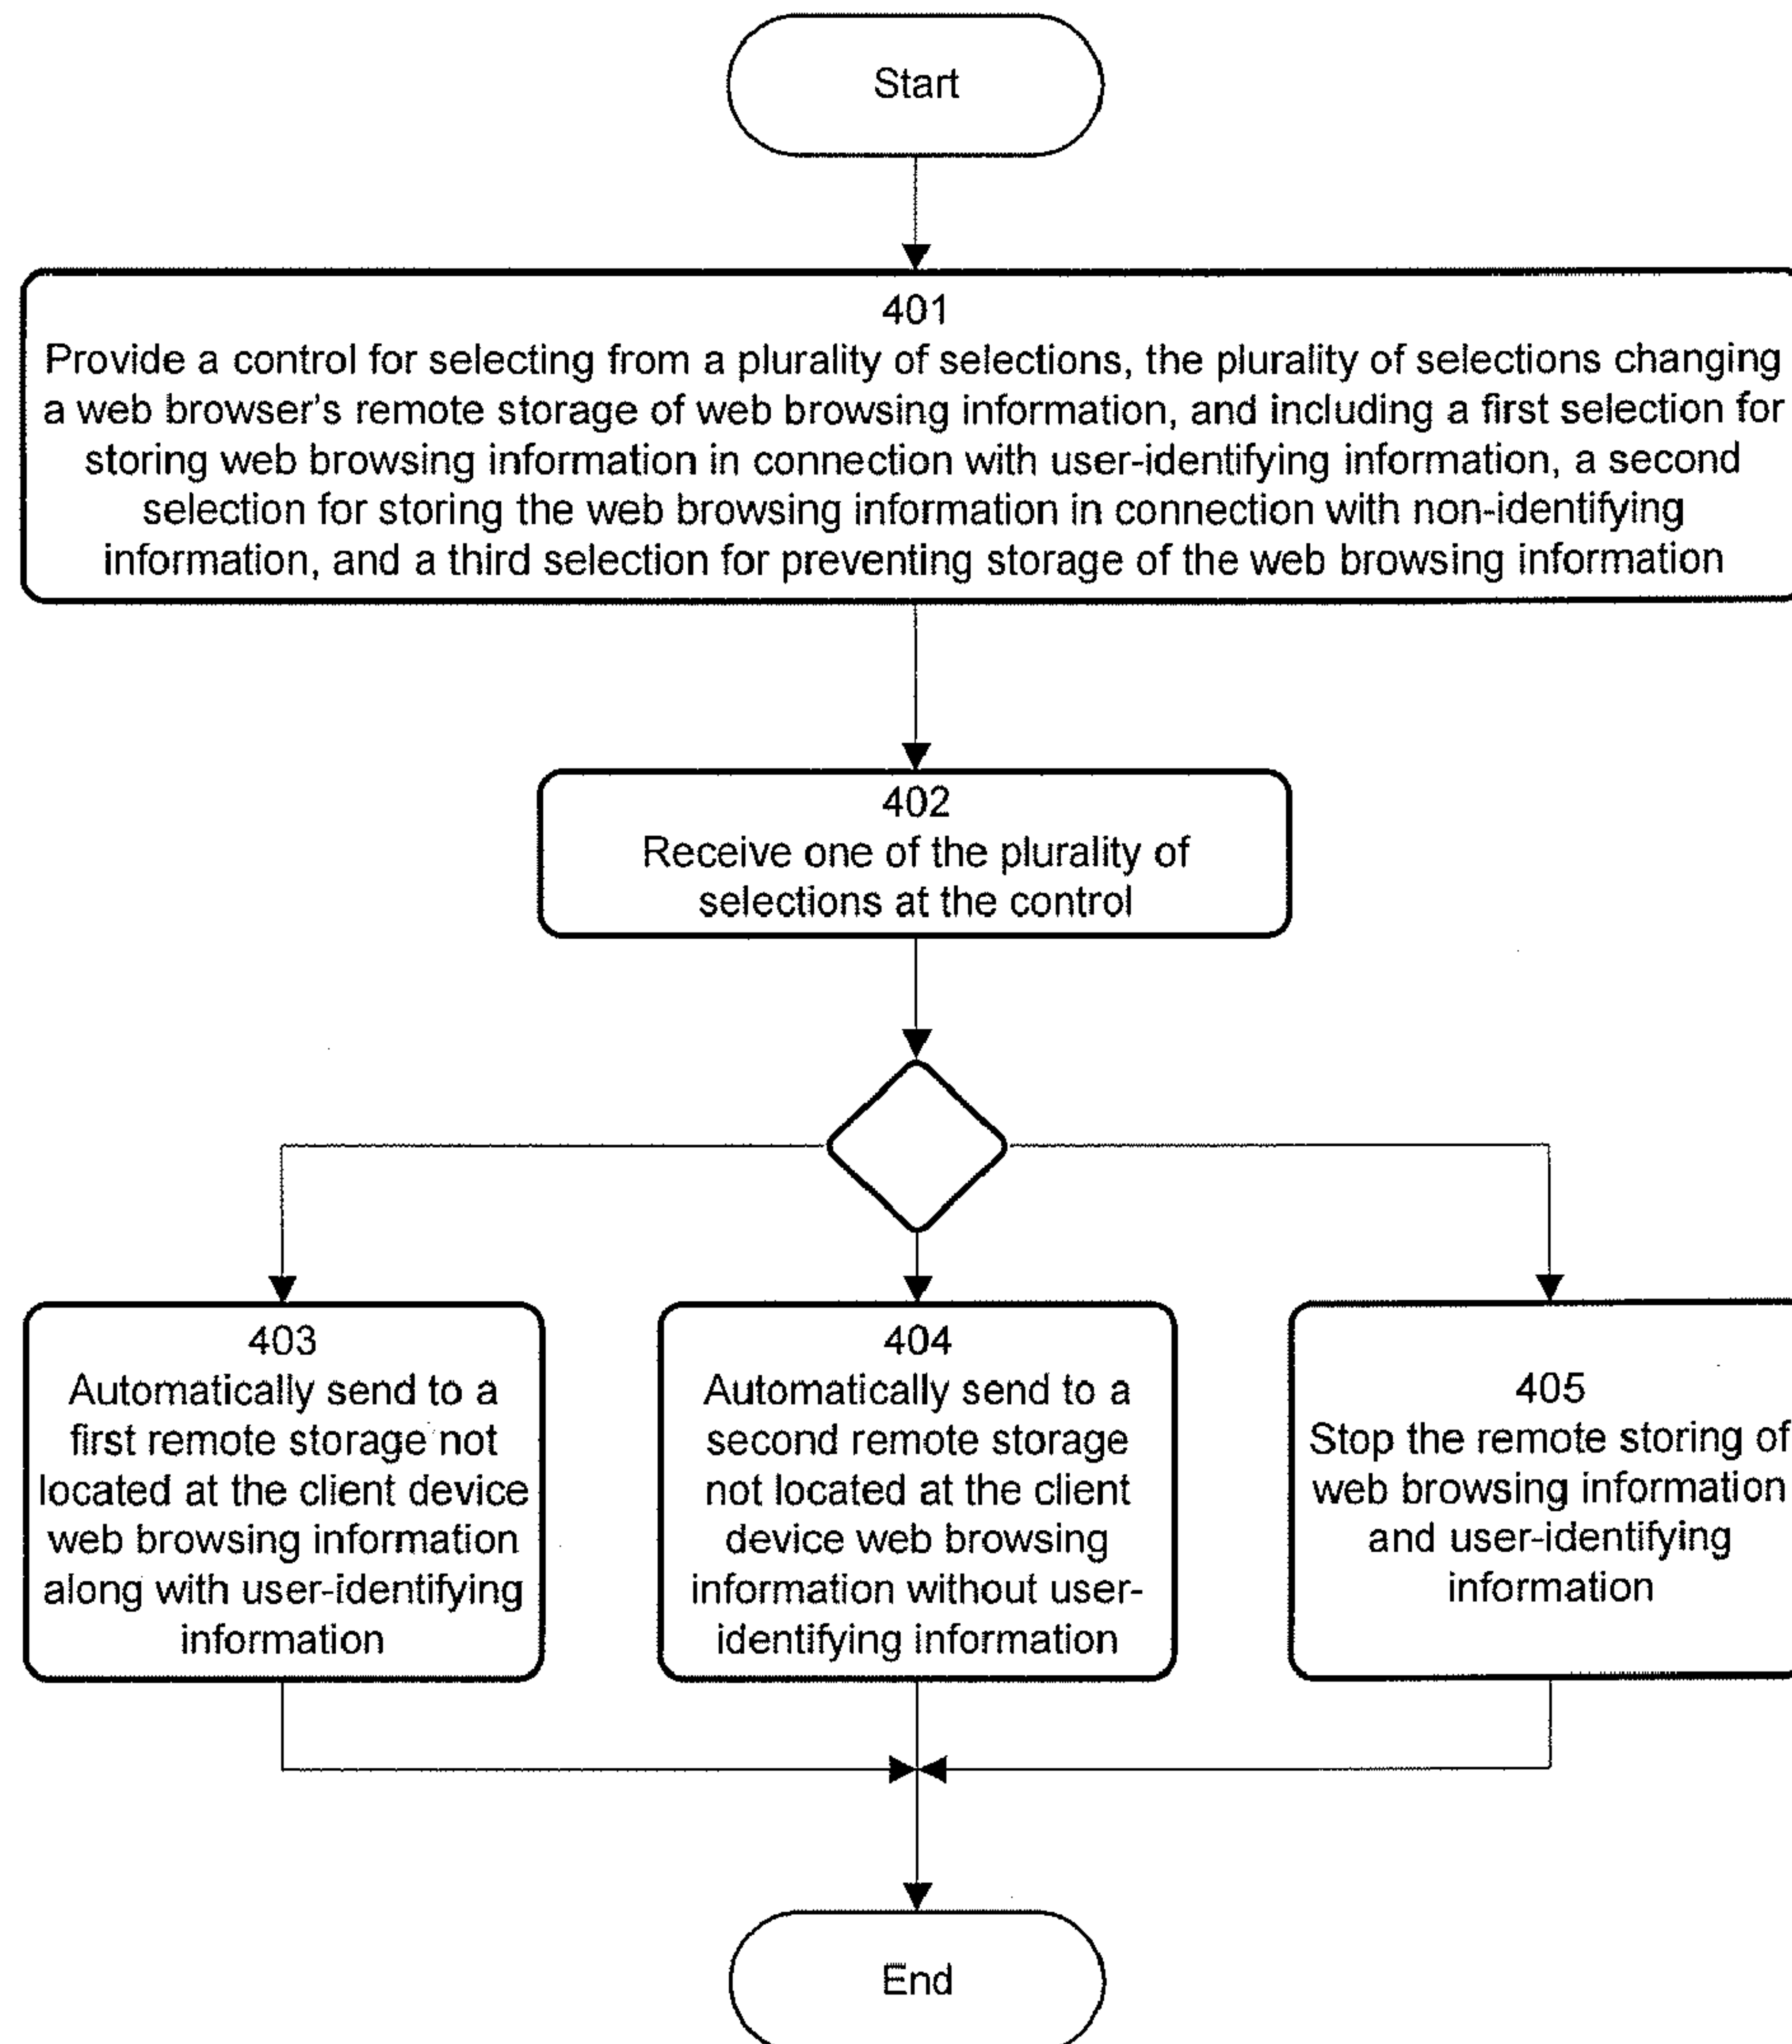 Start
401
Provide a control for selecting from a plurality of selections, the plurality of selections changing
a web browser's remote storage of web browsing information, and including a first selection for
storing web browsing information in connection with user-identifying information, a second
selection for storing the web browsing information in connection with non-identifying
information, and a third selection for preventing storage of the web browsing information
402
Receive one of the plurality of
selections at the control
403
Automatically send to a
first remote storage not
located at the client device
web browsing information
along with user-identifying
information
404
Automatically send to a
second remote storage
not located at the client
device web browsing
information without user-
identifying information
405
Stop the remote storing of
web browsing information
and user-identifying
information
End